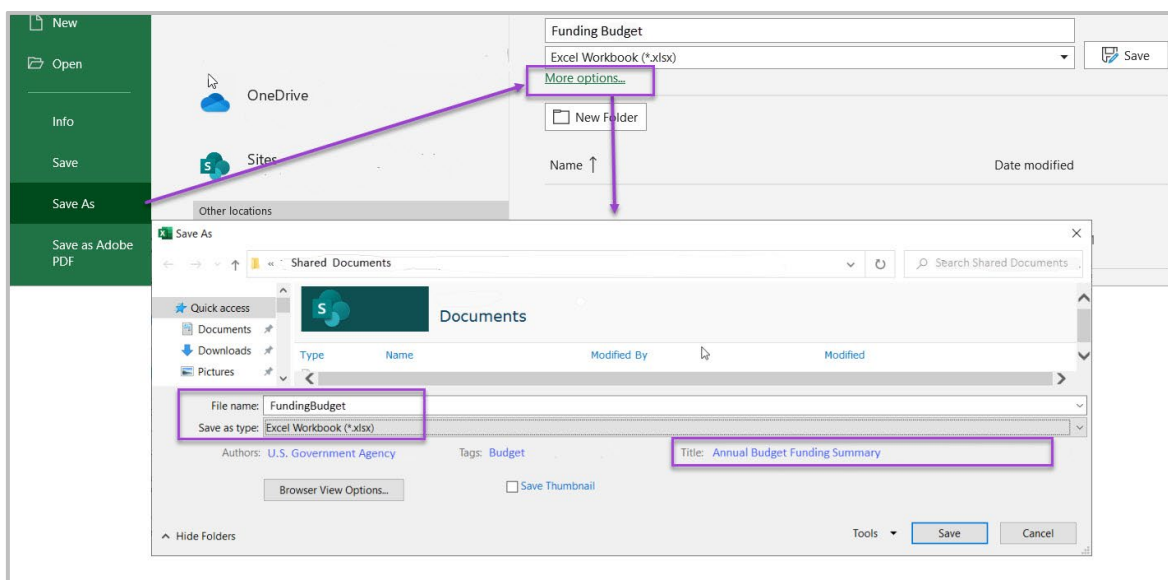 New
Open
Info
Save
Save As
Save as Adobe
PDF
OneDrive
Sites
Other locations
Funding Budget
Excel Workbook (*.xlsx)
Save
More options...
New Folder
Name ↑
Date modified
Save As
« Shared Documents
Search Shared Documents
Quick access
Documents
Downloads
Pictures
S
Documents
Type Name Modified By Modified
File name: FundingBudget
Save as type: Excel Workbook (*.xlsx)
Authors: U.S. Government Agency Tags: Budget Title: Annual Budget Funding Summary
Browser View Options...
Save Thumbnail
Hide Folders
Tools Save Cancel